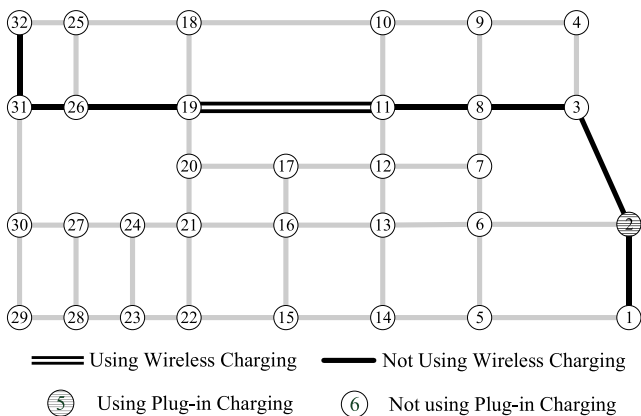 32 25 18 10 9 4
31 26 19 11 8 3
20 17 12 7
30 27 24 21 16 13 6 2
29 28 23 22 15 14 5 1
Using Wireless Charging Not Using Wireless Charging
5 Using Plug-in Charging 6 Not using Plug-in Charging